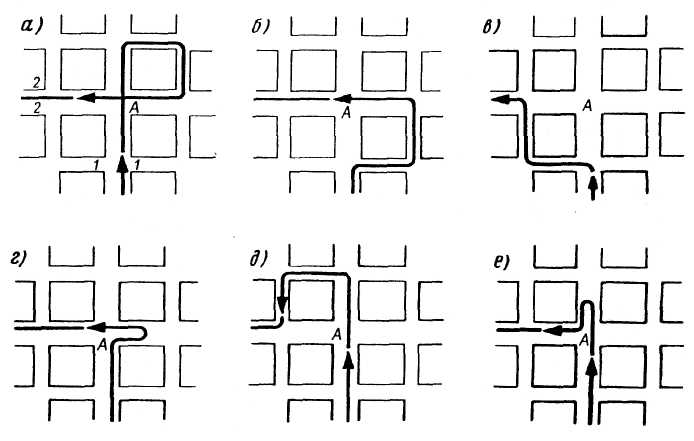 а) б) в)
2
2 А А А
1 1
г) д) е)
А А А